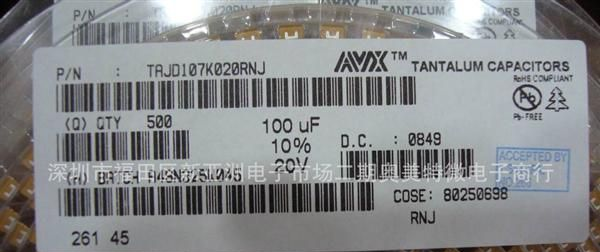 AVX™ TANTALUM CAPACITORS
P/N : TAJD107K020RNJ
RoHS COMPLIANT
Pb
Pb-FREE
(Q) QTY 500
100 uF
10%
20V
D.C. : 0849
ACCEPTED BY
深圳市福田区新亚洲电子市场二期奥美特微电子商行
COSE: 80250698
RNJ
261 45